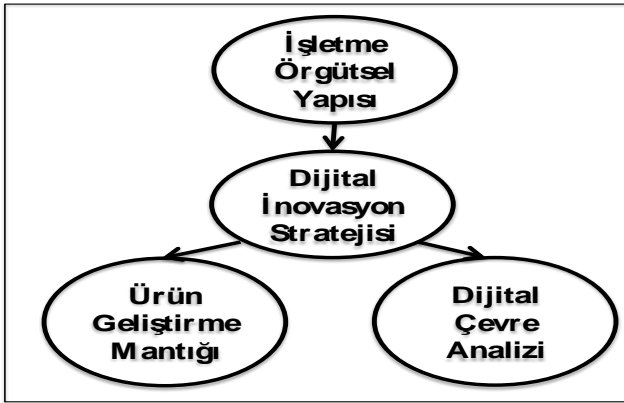 İşletme
Örgütsel
Yapısı
Dijital
İnovasyon
Stratejisi
Ürün
Geliştirme
Mantığı
Dijital
Çevre
Analizi